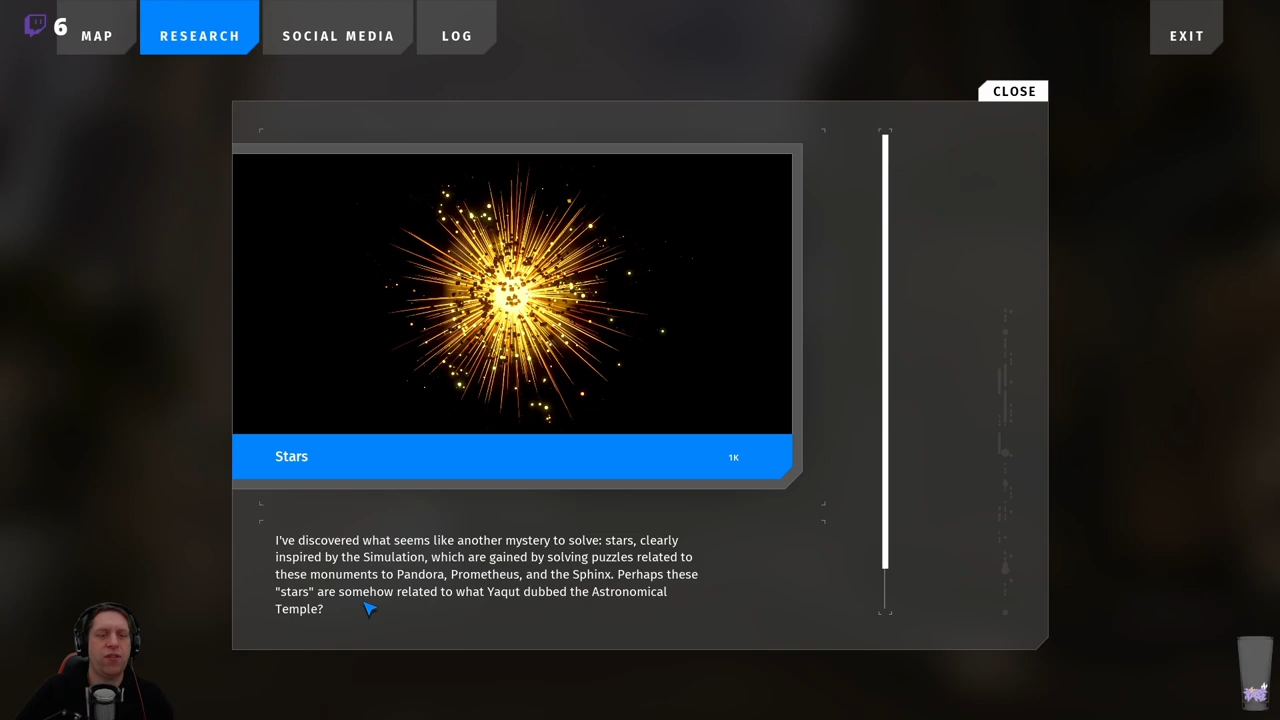 6
MAP
RESEARCH
SOCIAL MEDIA
LOG
EXIT
CLOSE
Stars
1K
I've discovered what seems like another mystery to solve: stars, clearly
inspired by the Simulation, which are gained by solving puzzles related to
these monuments to Pandora, Prometheus, and the Sphinx. Perhaps these
"stars" are somehow related to what Yaqut dubbed the Astronomical
Temple?